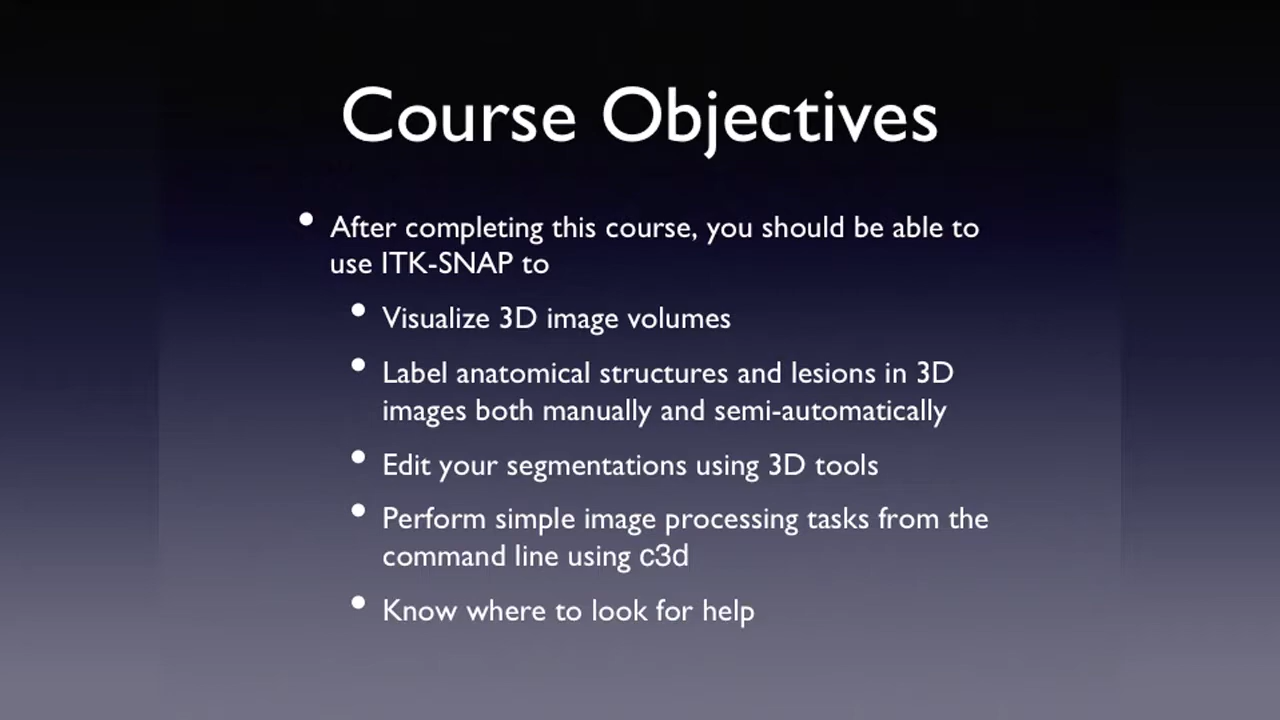 Course Objectives
• After completing this course, you should be able to
use ITK-SNAP to
• Visualize 3D image volumes
• Label anatomical structures and lesions in 3D
images both manually and semi-automatically
• Edit your segmentations using 3D tools
• Perform simple image processing tasks from the
command line using c3d
• Know where to look for help